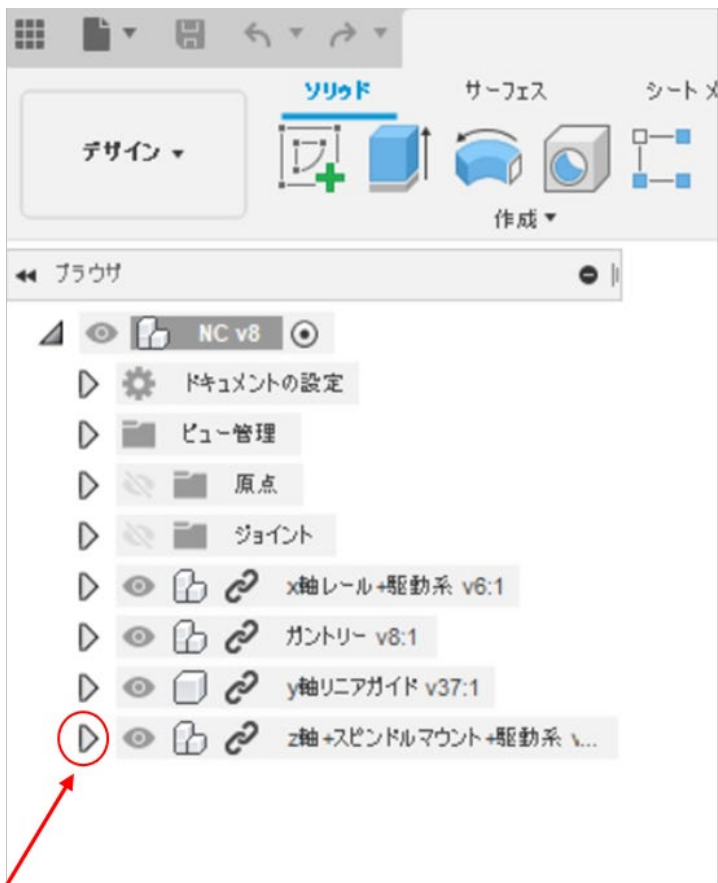 ソリッド サーフェス シート メ
デザイン
作成
ブラウザ
NC v8
ドキュメントの設定
ビュー管理
原点
ジョイント
x軸レール+駆動系 v6:1
ガントリー v8:1
y軸リニアガイド v37:1
z軸+スピンドルマウント+駆動系 v...